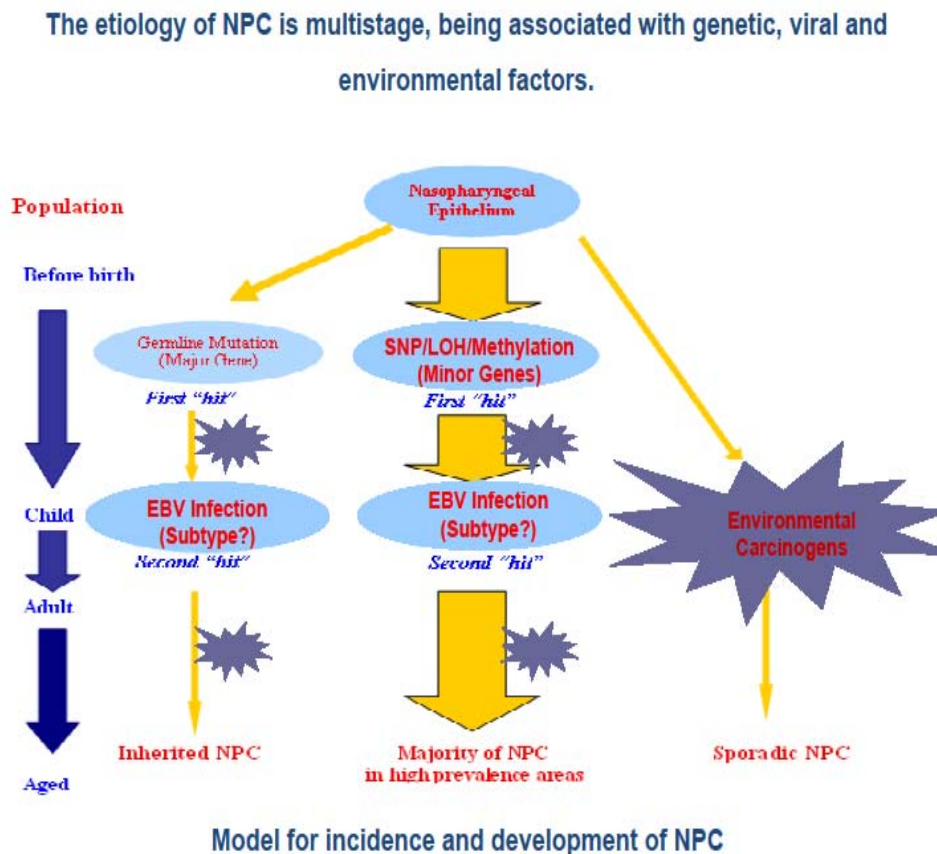 The etiology of NPC is multistage, being associated with genetic, viral and
environmental factors.
Nasopharyngeal
Epithelium
Population
Before birth
Germline Mutation
(Major Gene)
First "hit"
SNP/LOH/Methylation
(Minor Genes)
First "hit"
Child
EBV Infection
(Subtype?)
Second "hit"
EBV Infection
(Subtype?)
Second "hit"
Environmental
Carcinogens
Adult
Inherited NPC
Majority of NPC
in high prevalence areas
Sporadic NPC
Aged
Model for incidence and development of NPC